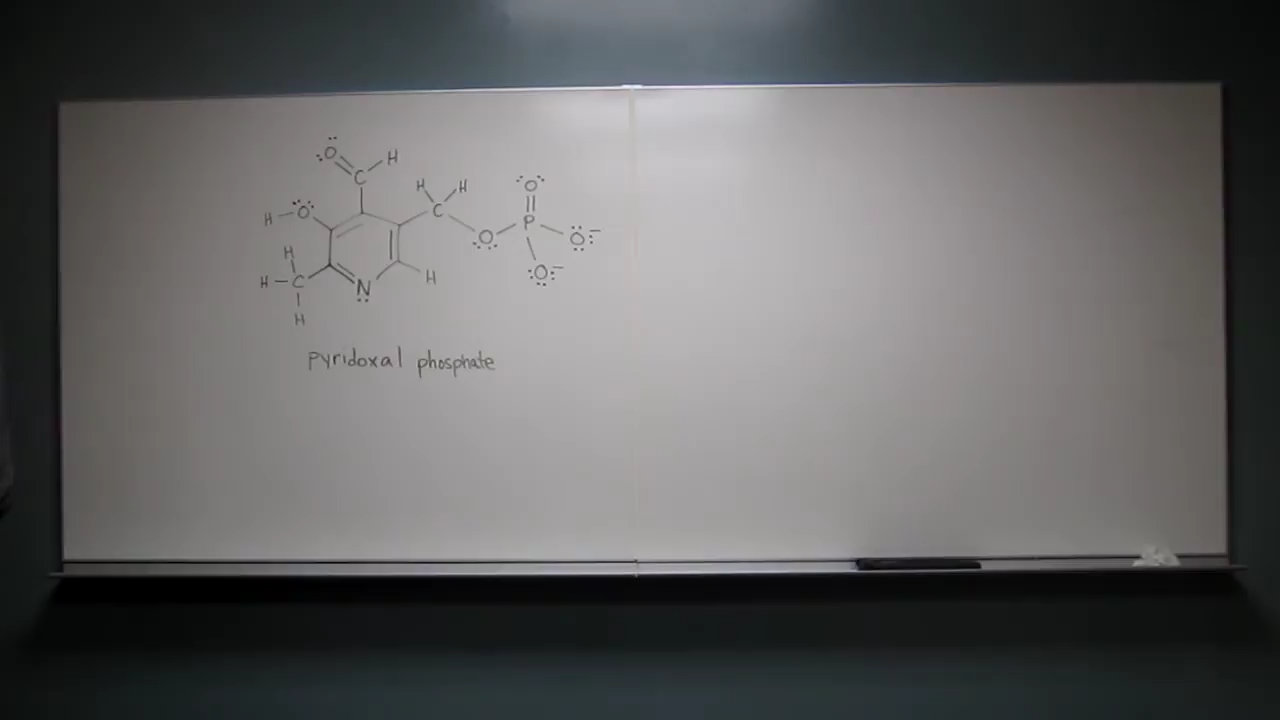 O H
C H H O
H O C P
H O O⁻
H C H O⁻
N
H
pyridoxal phosphate